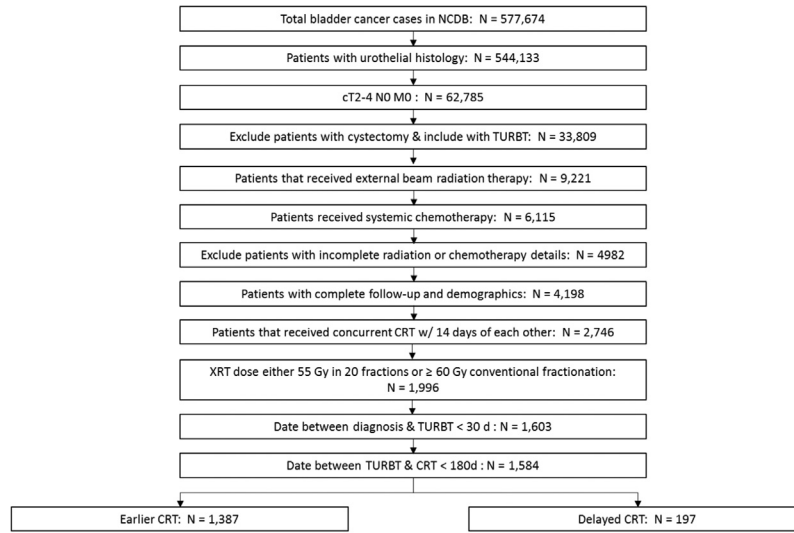 Total bladder cancer cases in NCDB: N = 577,674
Patients with urothelial histology: N = 544,133
cT2-4 N0 M0 : N = 62,785
Exclude patients with cystectomy & include with TURBT: N = 33,809
Patients that received external beam radiation therapy: N = 9,221
Patients received systemic chemotherapy: N = 6,115
Exclude patients with incomplete radiation or chemotherapy details: N = 4982
Patients with complete follow-up and demographics: N = 4,198
Patients that received concurrent CRT w/ 14 days of each other: N = 2,746
XRT dose either 55 Gy in 20 fractions or ≥ 60 Gy conventional fractionation:
N = 1,996
Date between diagnosis & TURBT < 30 d : N = 1,603
Date between TURBT & CRT < 180d : N = 1,584
Earlier CRT: N = 1,387
Delayed CRT: N = 197